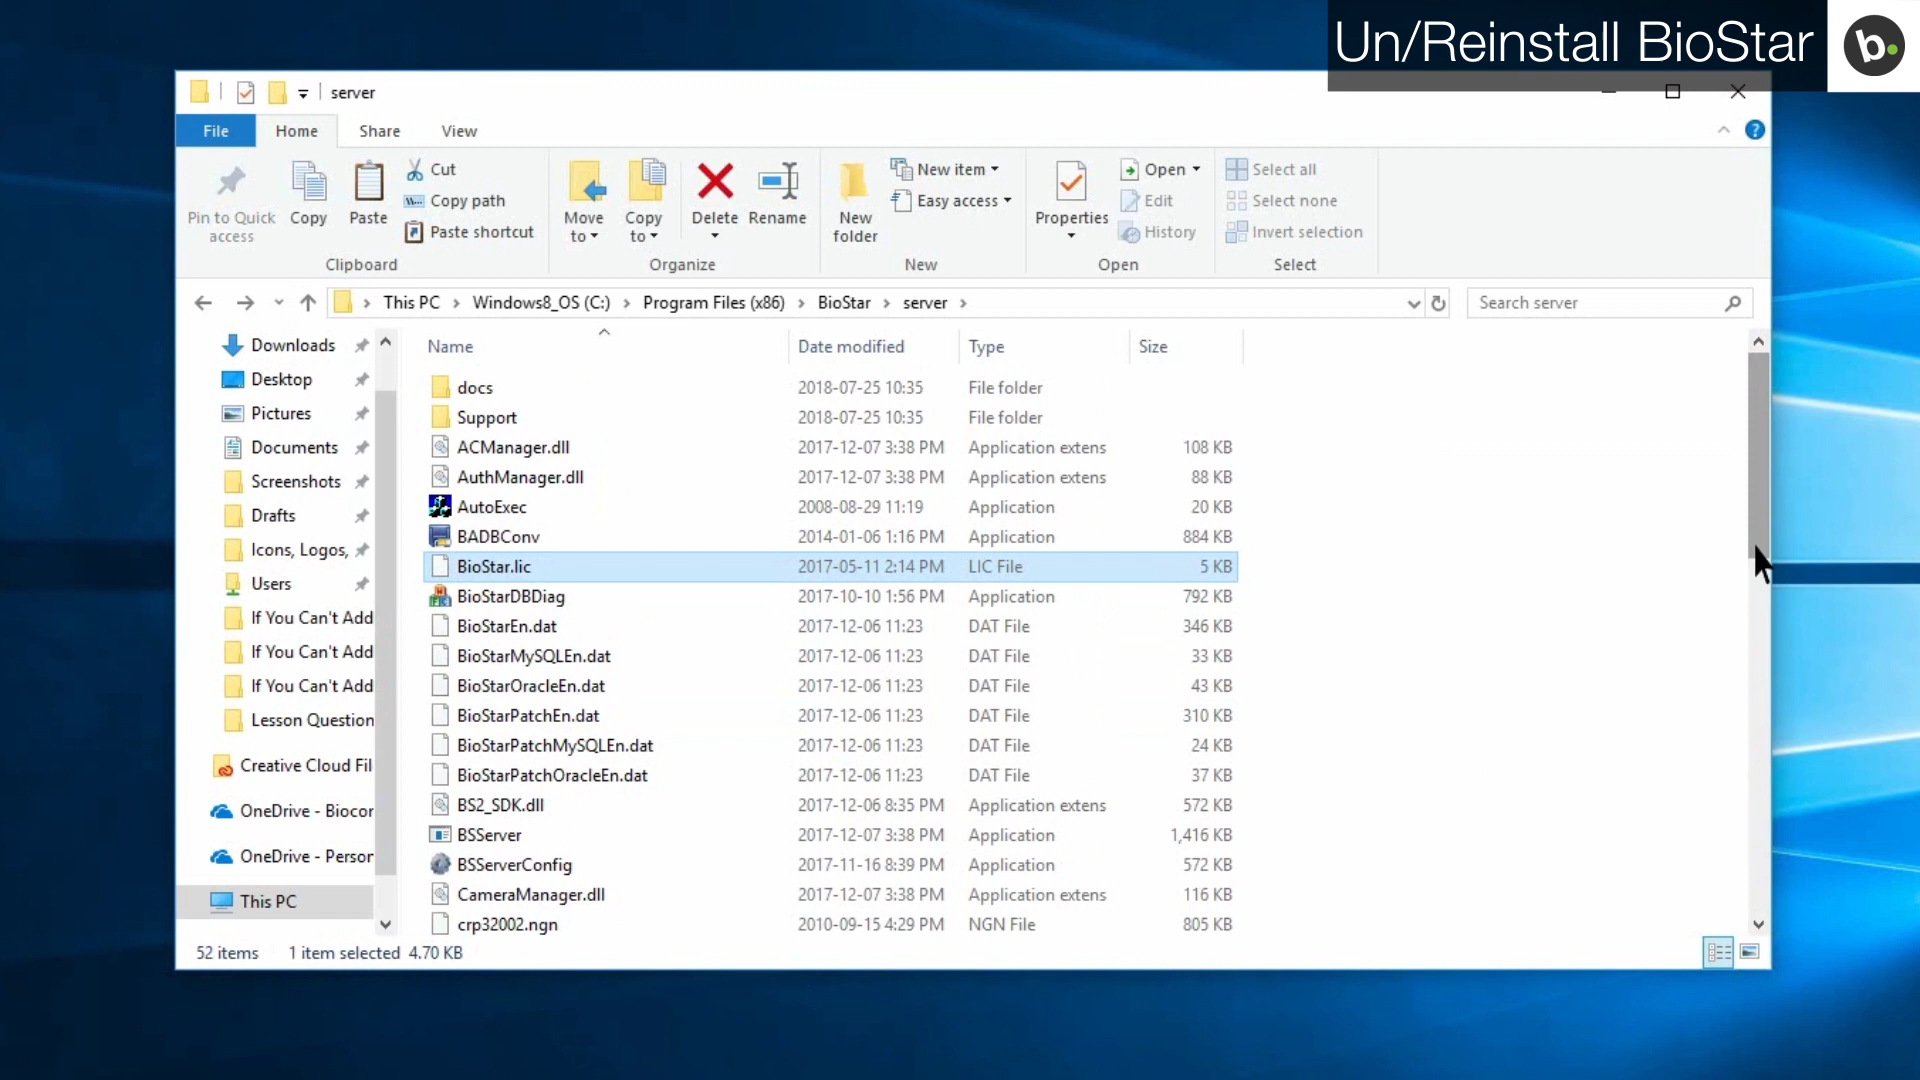 Un/Reinstall BioStar
b.
server
File Home Share View
Pin to Quick access
Copy
Paste
Cut
Copy path
Paste shortcut
Clipboard
Move to
Copy to
Delete
Rename
Organize
New folder
New item
Easy access
New
Properties
Open
Edit
History
Open
Select all
Select none
Invert selection
Select
This PC > Windows8_OS (C:) > Program Files (x86) > BioStar > server >
Search server
Downloads
Desktop
Pictures
Documents
Screenshots
Drafts
Icons, Logos,
Users
If You Can't Add
If You Can't Add
If You Can't Add
Lesson Question
Creative Cloud Fil
OneDrive - Biocor
OneDrive - Person
This PC
Name Date modified Type Size
docs 2018-07-25 10:35 File folder
Support 2018-07-25 10:35 File folder
ACManager.dll 2017-12-07 3:38 PM Application extens 108 KB
AuthManager.dll 2017-12-07 3:38 PM Application extens 88 KB
AutoExec 2008-08-29 11:19 Application 20 KB
BADBConv 2014-01-06 1:16 PM Application 884 KB
BioStar.lic 2017-05-11 2:14 PM LIC File 5 KB
BioStarDBDiag 2017-10-10 1:56 PM Application 792 KB
BioStarEn.dat 2017-12-06 11:23 DAT File 346 KB
BioStarMySQLEn.dat 2017-12-06 11:23 DAT File 33 KB
BioStarOracleEn.dat 2017-12-06 11:23 DAT File 43 KB
BioStarPatchEn.dat 2017-12-06 11:23 DAT File 310 KB
BioStarPatchMySQLEn.dat 2017-12-06 11:23 DAT File 24 KB
BioStarPatchOracleEn.dat 2017-12-06 11:23 DAT File 37 KB
BS2_SDK.dll 2017-12-06 8:35 PM Application extens 572 KB
BSServer 2017-12-07 3:38 PM Application 1,416 KB
BSServerConfig 2017-11-16 8:39 PM Application 572 KB
CameraManager.dll 2017-12-07 3:38 PM Application extens 116 KB
crp32002.ngn 2010-09-15 4:29 PM NGN File 805 KB
52 items 1 item selected 4.70 KB